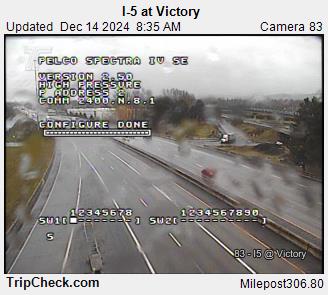 I-5 at Victory
Updated Dec 14 2024 8:35 AM Camera 83
PELCO SPECTRA IV SE
VERSION 2.50
HIGH PRESSURE
P ADDRESS 2
COMM 2400.N.8.1
CONFIGURE DONE
12345678 1234567890
SW1[ SW2[
S
83 - I5 @ Victory
TripCheck.com Milepost306.80